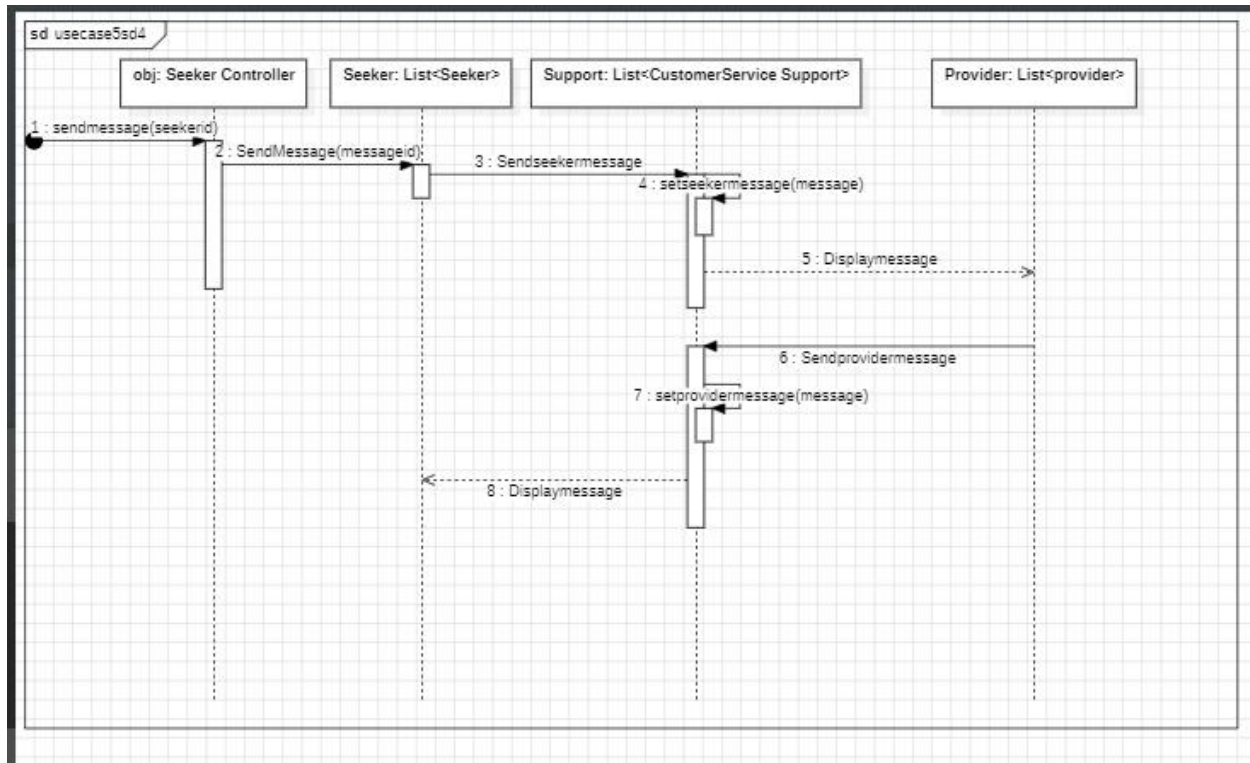 sd usecase5sd4
obj: Seeker Controller
Seeker: List<Seeker>
Support: List<CustomerService Support>
Provider: List<provider>
1 : sendmessage(seekerid)
2 : SendMessage(messageid)
3 : Sendseekermessage
4 : setseekermessage(message)
5 : Displaymessage
6 : Sendprovidermessage
7 : setprovidermessage(message)
8 : Displaymessage